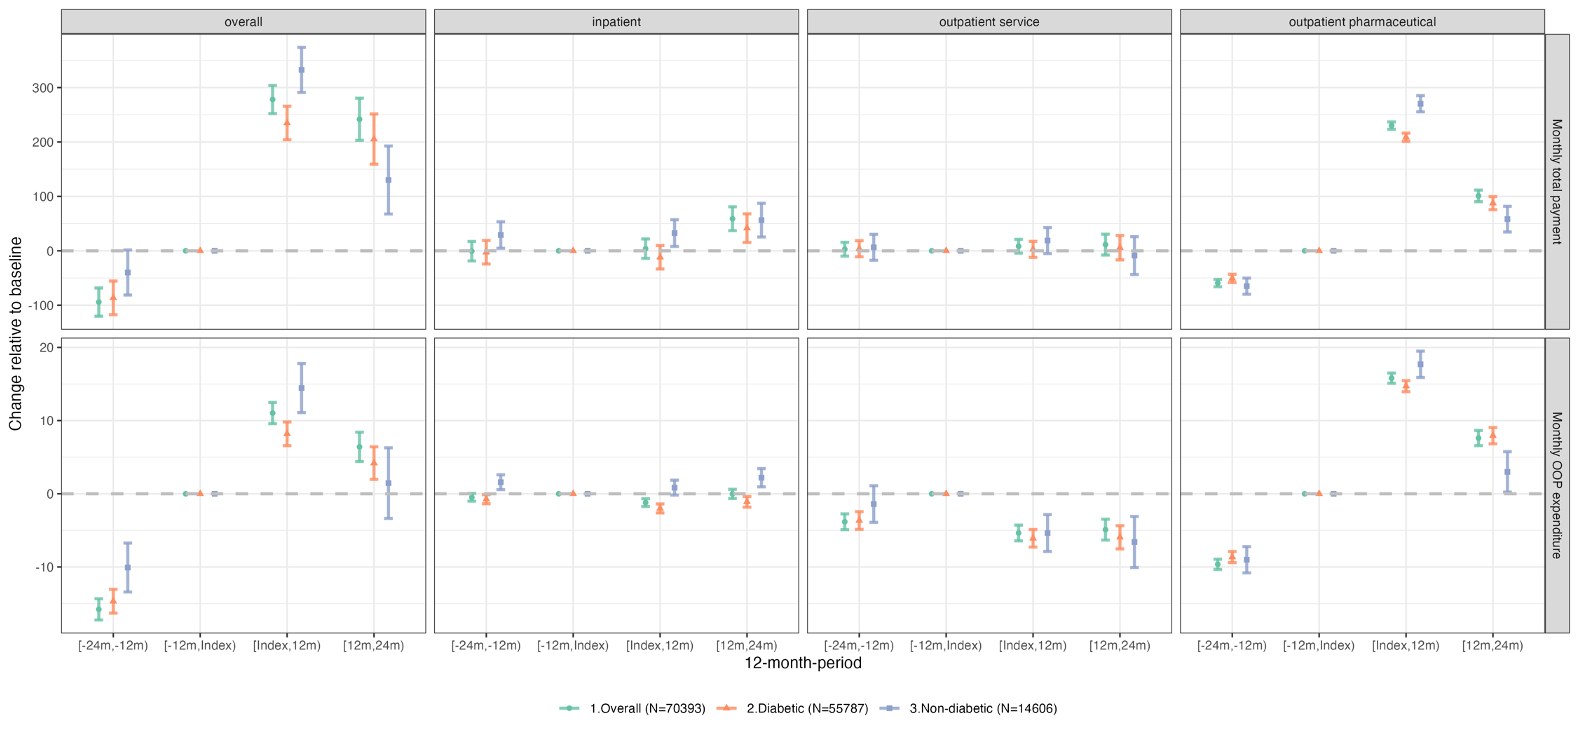 overall
inpatient
outpatient service
outpatient pharmaceutical
300
200
100
0
-100
Monthly total payment
20
10
0
-10
Monthly OOP expenditure
Change relative to baseline
[-24m,-12m) [-12m,Index) [Index,12m) [12m,24m)
[-24m,-12m) [-12m,Index) [Index,12m) [12m,24m)
[-24m,-12m) [-12m,Index) [Index,12m) [12m,24m)
[-24m,-12m) [-12m,Index) [Index,12m) [12m,24m)
12-month-period
1.Overall (N=70393) 2.Diabetic (N=55787) 3.Non-diabetic (N=14606)